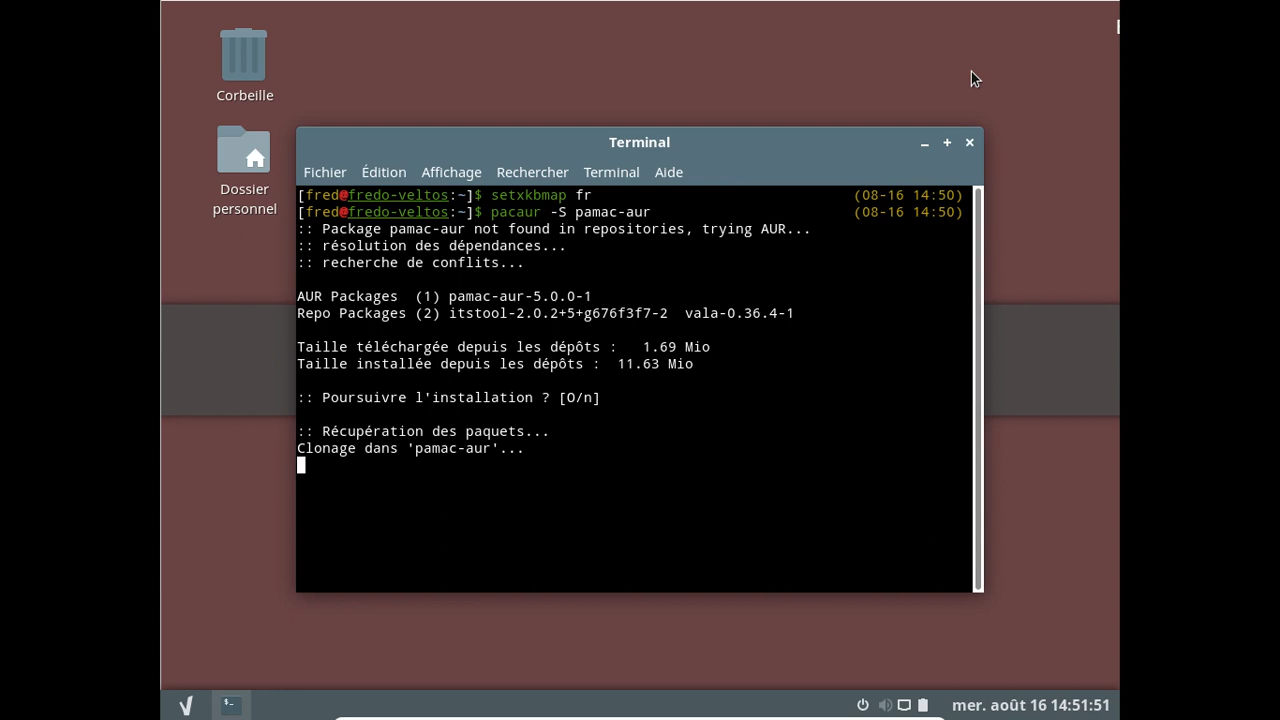 Corbeille
Dossier
personnel
Terminal
Fichier Édition Affichage Rechercher Terminal Aide
[fred@fredo-veltos:~]$ setxkbmap fr (08-16 14:50)
[fred@fredo-veltos:~]$ pacaur -S pamac-aur (08-16 14:50)
:: Package pamac-aur not found in repositories, trying AUR...
:: résolution des dépendances...
:: recherche de conflits...
AUR Packages  (1) pamac-aur-5.0.0-1
Repo Packages (2) itstool-2.0.2+5+g676f3f7-2  vala-0.36.4-1
Taille téléchargée depuis les dépôts :   1.69 Mio
Taille installée depuis les dépôts :  11.63 Mio
:: Poursuivre l'installation ? [O/n]
:: Récupération des paquets...
Clonage dans 'pamac-aur'...
mer. août 16 14:51:51